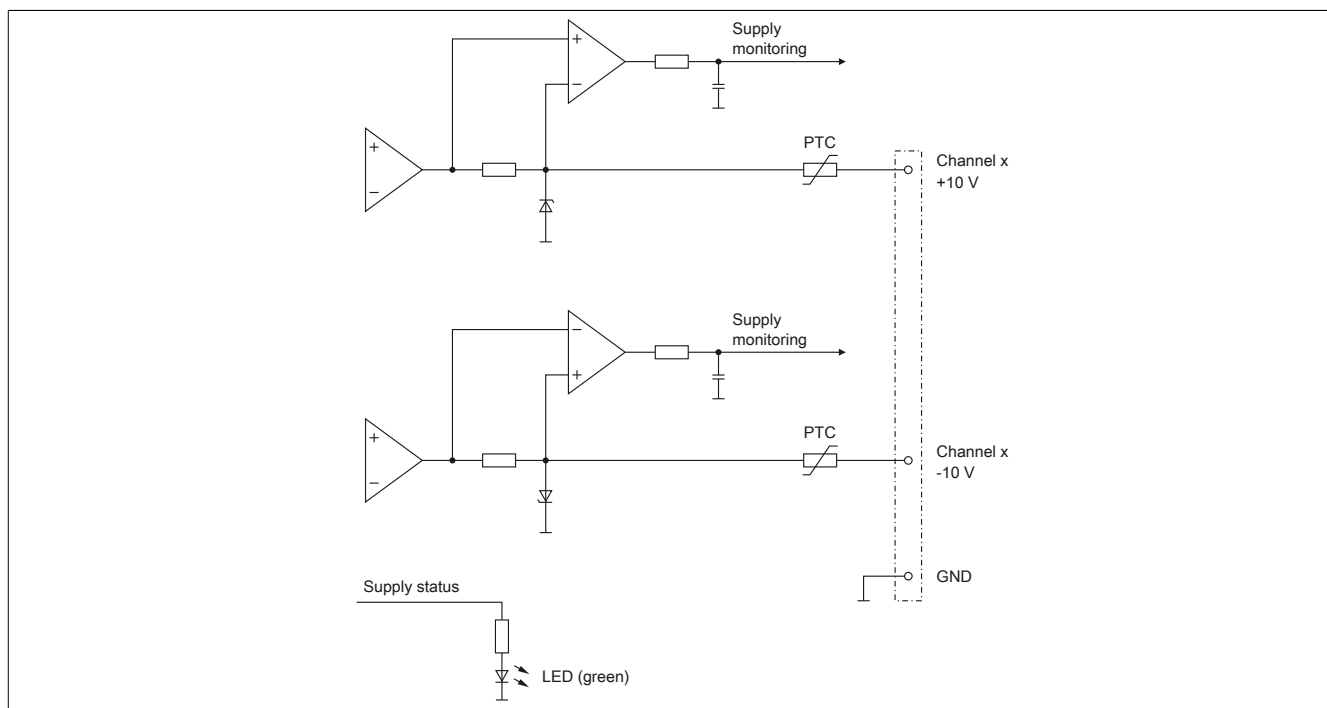 Supply
monitoring
+
−
+
−
PTC
Channel x
+10 V
Supply
monitoring
−
+
+
−
PTC
Channel x
-10 V
GND
Supply status
LED (green)